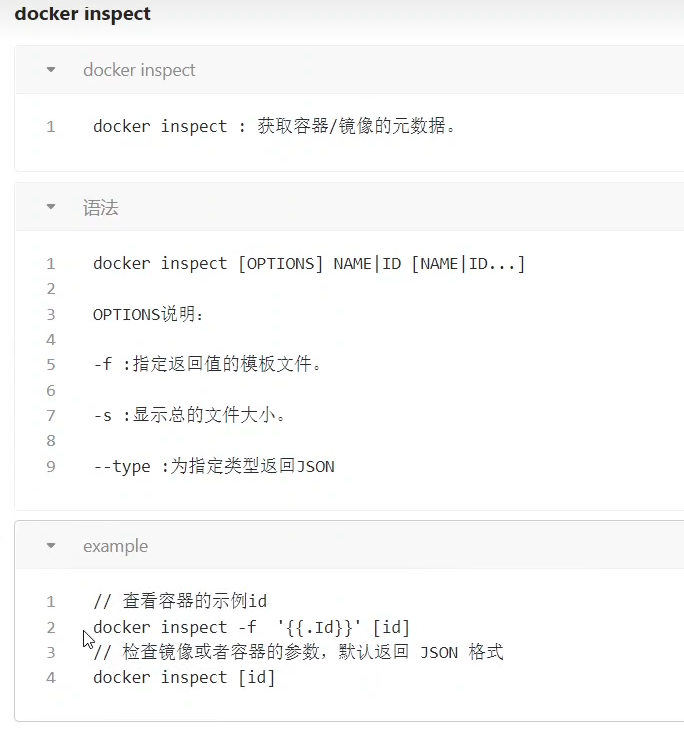 docker inspect
docker inspect
1 docker inspect : 获取容器/镜像的元数据。
语法
1 docker inspect [OPTIONS] NAME|ID [NAME|ID...]
2
3 OPTIONS说明：
4
5 -f :指定返回值的模板文件。
6
7 -s :显示总的文件大小。
8
9 --type :为指定类型返回JSON
example
1 // 查看容器的示例id
2 docker inspect -f  '{{.Id}}' [id]
3 // 检查镜像或者容器的参数，默认返回 JSON 格式
4 docker inspect [id]